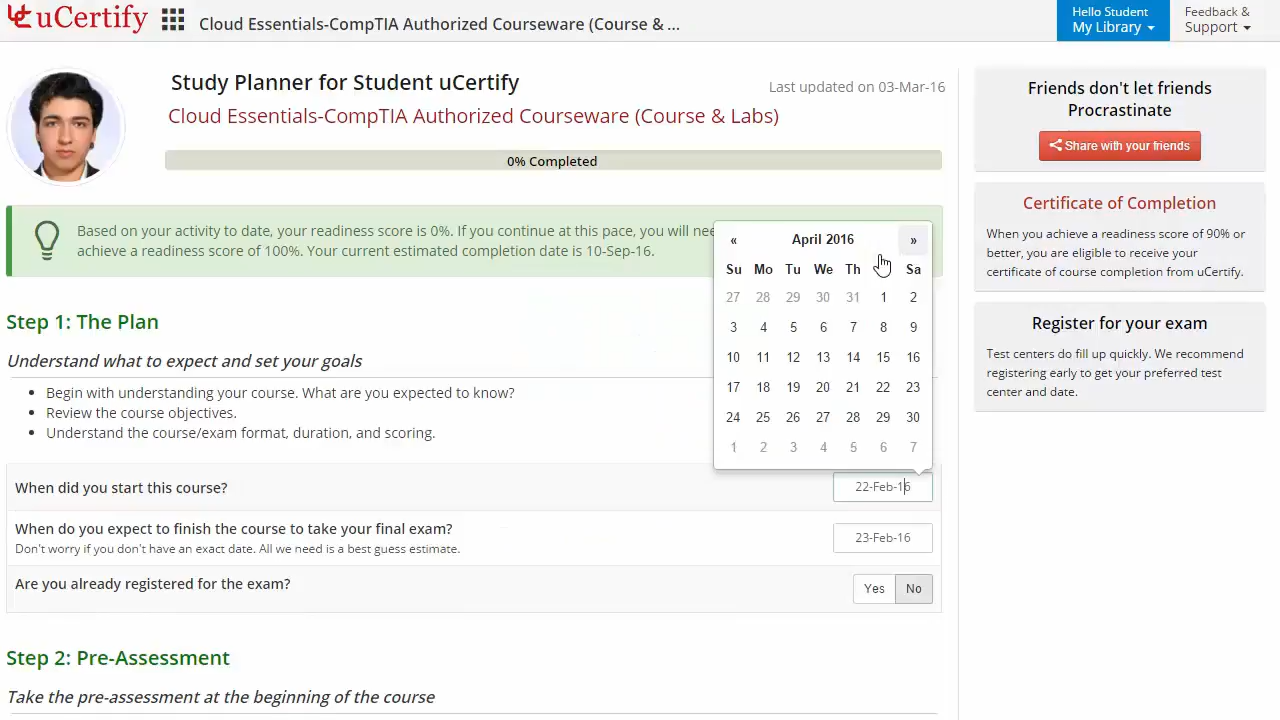 uCertify
Cloud Essentials-CompTIA Authorized Courseware (Course & ...
Hello Student
My Library
Feedback &
Support
Study Planner for Student uCertify
Last updated on 03-Mar-16
Cloud Essentials-CompTIA Authorized Courseware (Course & Labs)
0% Completed
Based on your activity to date, your readiness score is 0%. If you continue at this pace, you will nee
achieve a readiness score of 100%. Your current estimated completion date is 10-Sep-16.
« April 2016 »
Su Mo Tu We Th Sa
27 28 29 30 31 1 2
3 4 5 6 7 8 9
10 11 12 13 14 15 16
17 18 19 20 21 22 23
24 25 26 27 28 29 30
1 2 3 4 5 6 7
Step 1: The Plan
Understand what to expect and set your goals
Begin with understanding your course. What are you expected to know?
Review the course objectives.
Understand the course/exam format, duration, and scoring.
When did you start this course?
22-Feb-16
When do you expect to finish the course to take your final exam?
Don't worry if you don't have an exact date. All we need is a best guess estimate.
23-Feb-16
Are you already registered for the exam?
Yes No
Step 2: Pre-Assessment
Take the pre-assessment at the beginning of the course
Friends don't let friends
Procrastinate
Share with your friends
Certificate of Completion
When you achieve a readiness score of 90% or
better, you are eligible to receive your
certificate of course completion from uCertify.
Register for your exam
Test centers do fill up quickly. We recommend
registering early to get your preferred test
center and date.